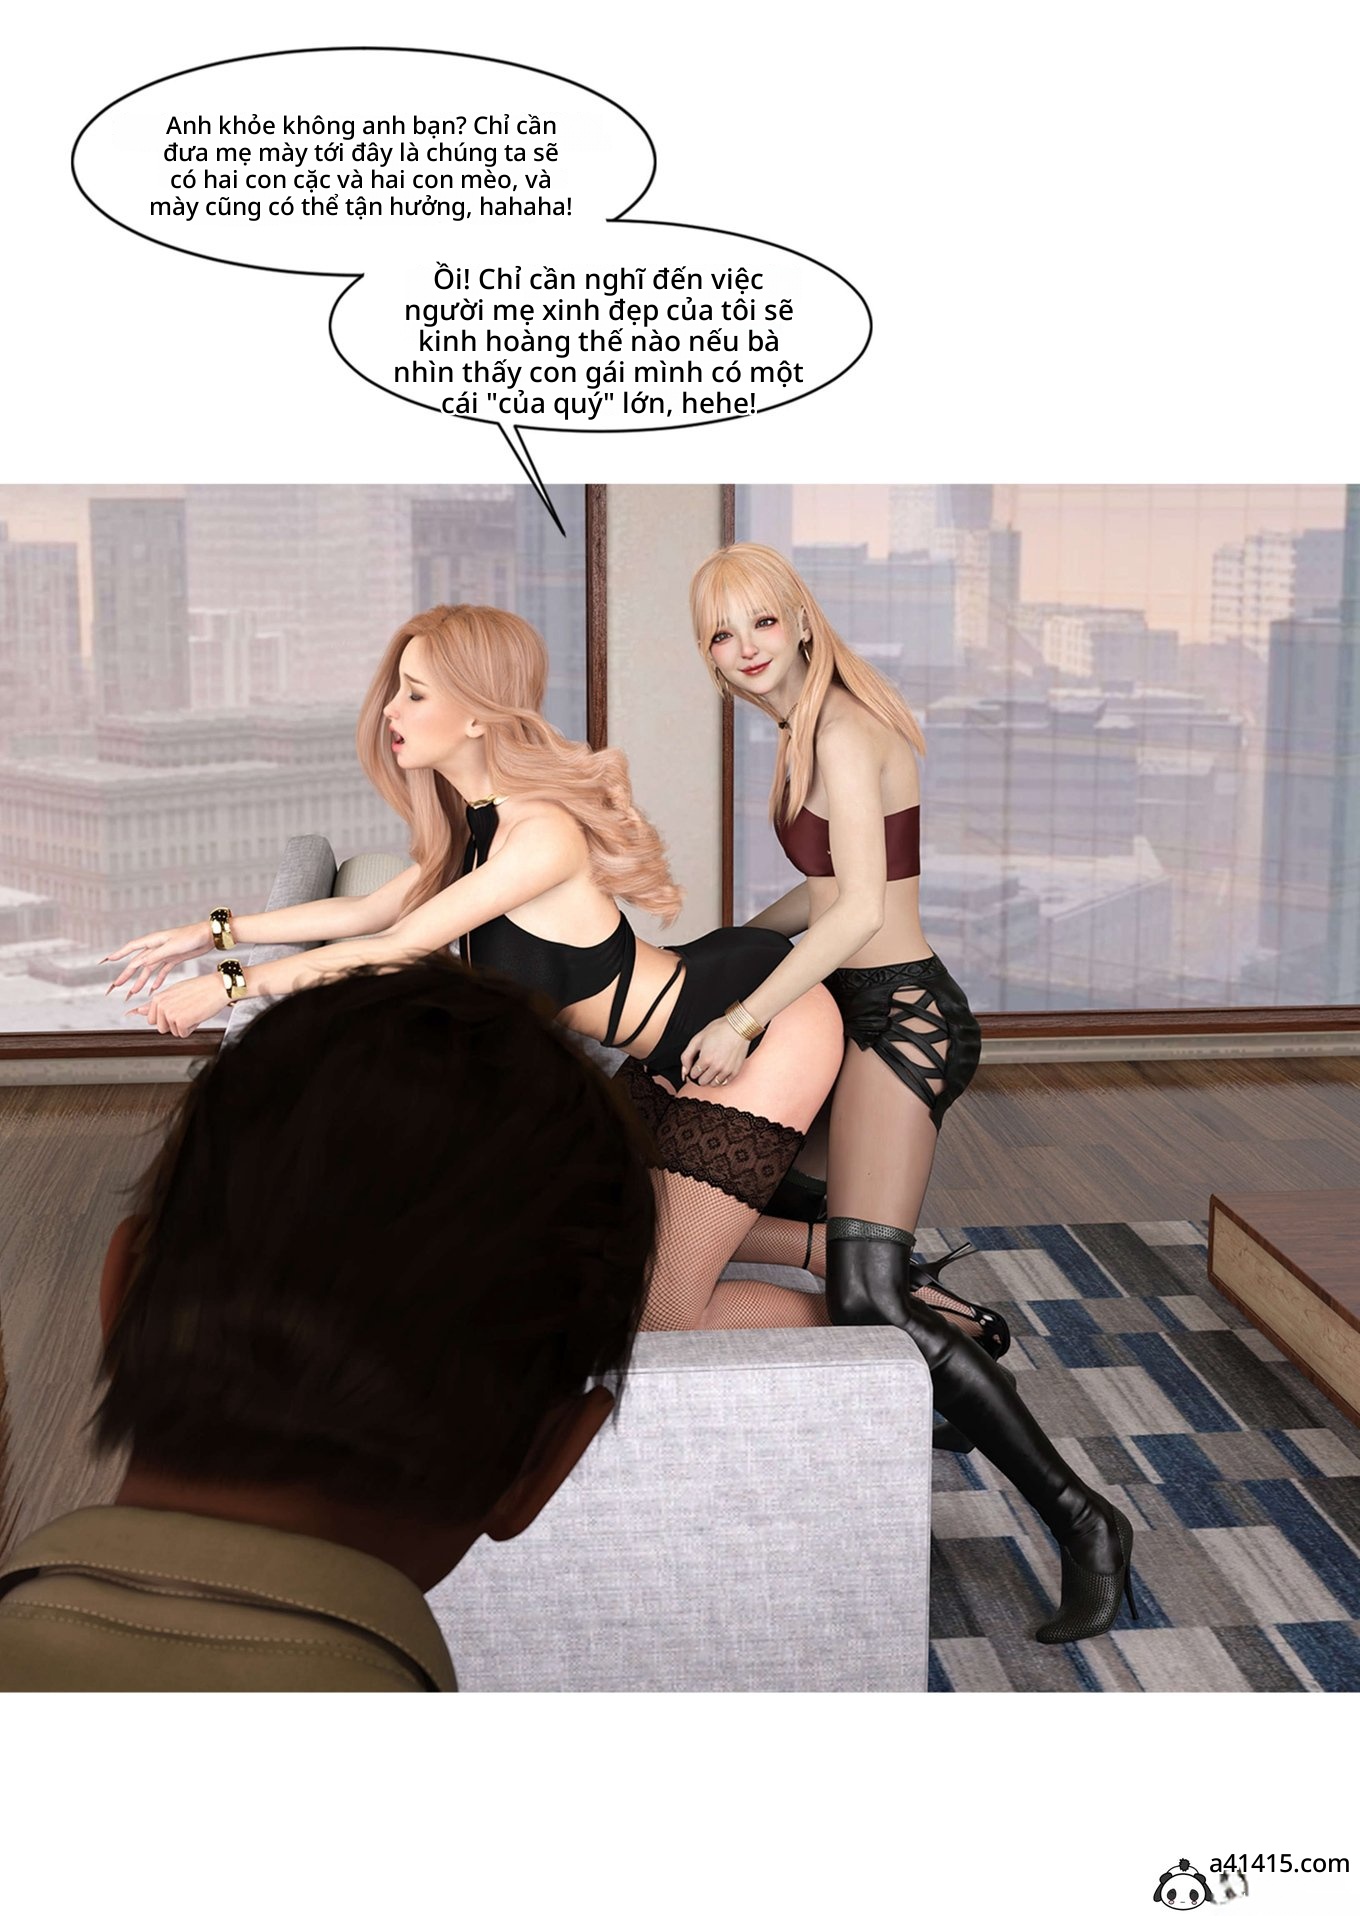 Anh khỏe không anh bạn? Chỉ cần
đưa mẹ mày tới đây là chúng ta sẽ
có hai con cặc và hai con mèo, và
mày cũng có thể tận hưởng, hahaha!
Ồi! Chỉ cần nghĩ đến việc
người mẹ xinh đẹp của tôi sẽ
kinh hoàng thế nào nếu bà
nhìn thấy con gái mình có một
cái "của quý" lớn, hehe!
a41415.com